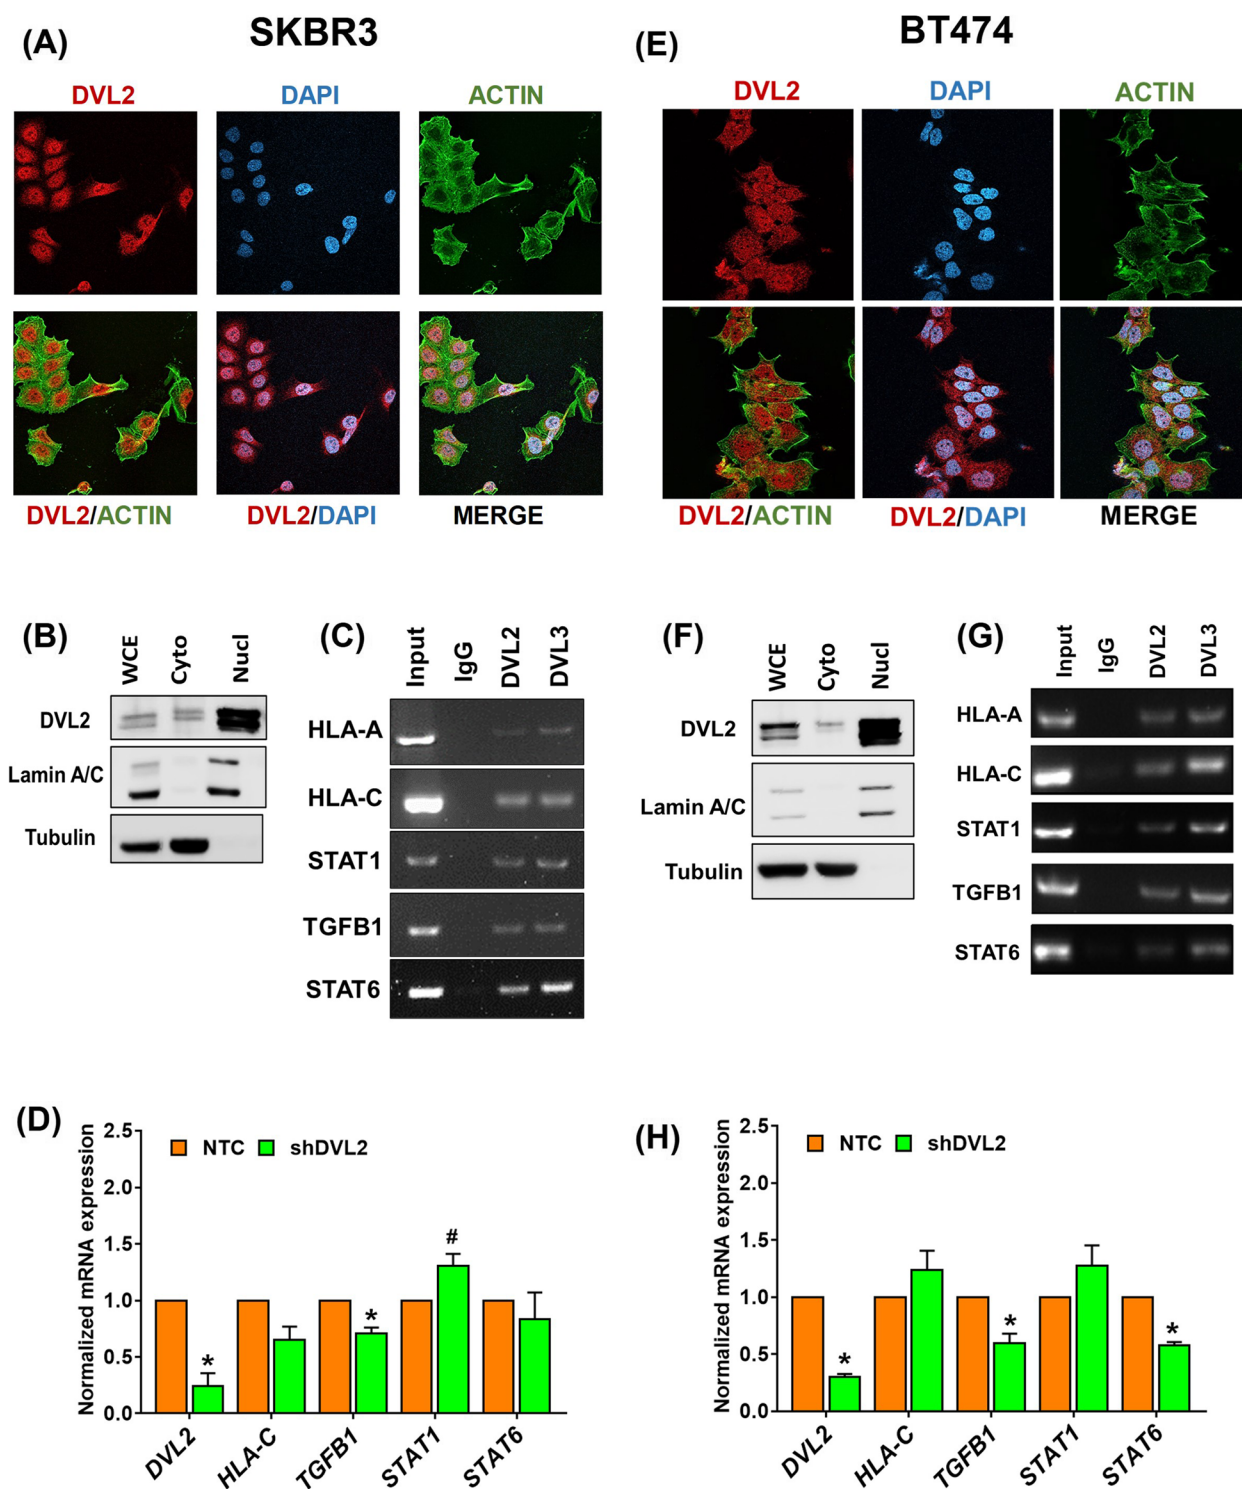 (A) SKBR3
DVL2 DAPI ACTIN
DVL2/ACTIN DVL2/DAPI MERGE
(E) BT474
DVL2 DAPI ACTIN
DVL2/ACTIN DVL2/DAPI MERGE
(B)
WCE Cyto Nucl
DVL2
Lamin A/C
Tubulin
(C)
Input IgG DVL2 DVL3
HLA-A
HLA-C
STAT1
TGFB1
STAT6
(F)
WCE Cyto Nucl
DVL2
Lamin A/C
Tubulin
(G)
Input IgG DVL2 DVL3
HLA-A
HLA-C
STAT1
TGFB1
STAT6
(D)
Normalized mRNA expression
2.5
2.0
1.5
1.0
0.5
0.0
NTC shDVL2
*
*
#
DVL2 HLA-C TGFB1 STAT1 STAT6
(H)
Normalized mRNA expression
2.5
2.0
1.5
1.0
0.5
0.0
NTC shDVL2
*
*
*
DVL2 HLA-C TGFB1 STAT1 STAT6